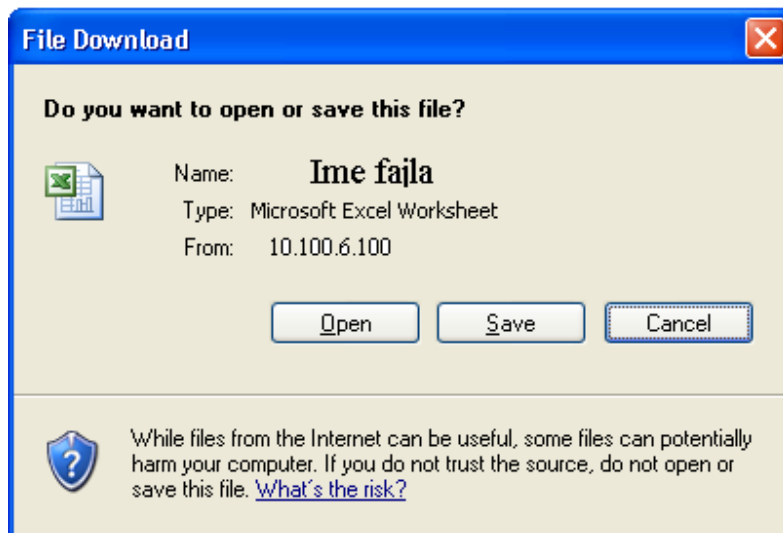 File Download
Do you want to open or save this file?
Name: Ime fajla
Type: Microsoft Excel Worksheet
From: 10.100.6.100
Open Save Cancel
While files from the Internet can be useful, some files can potentially
harm your computer. If you do not trust the source, do not open or
save this file. What's the risk?